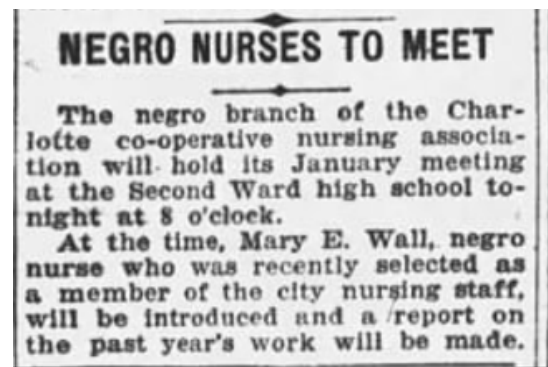 NEGRO NURSES TO MEET
The negro branch of the Char-
lotte co-operative nursing associa-
tion will hold its January meeting
at the Second Ward high school to-
night at 8 o'clock.
At the time, Mary E. Wall, negro
nurse who was recently selected as
a member of the city nursing staff,
will be introduced and a report on
the past year's work will be made.